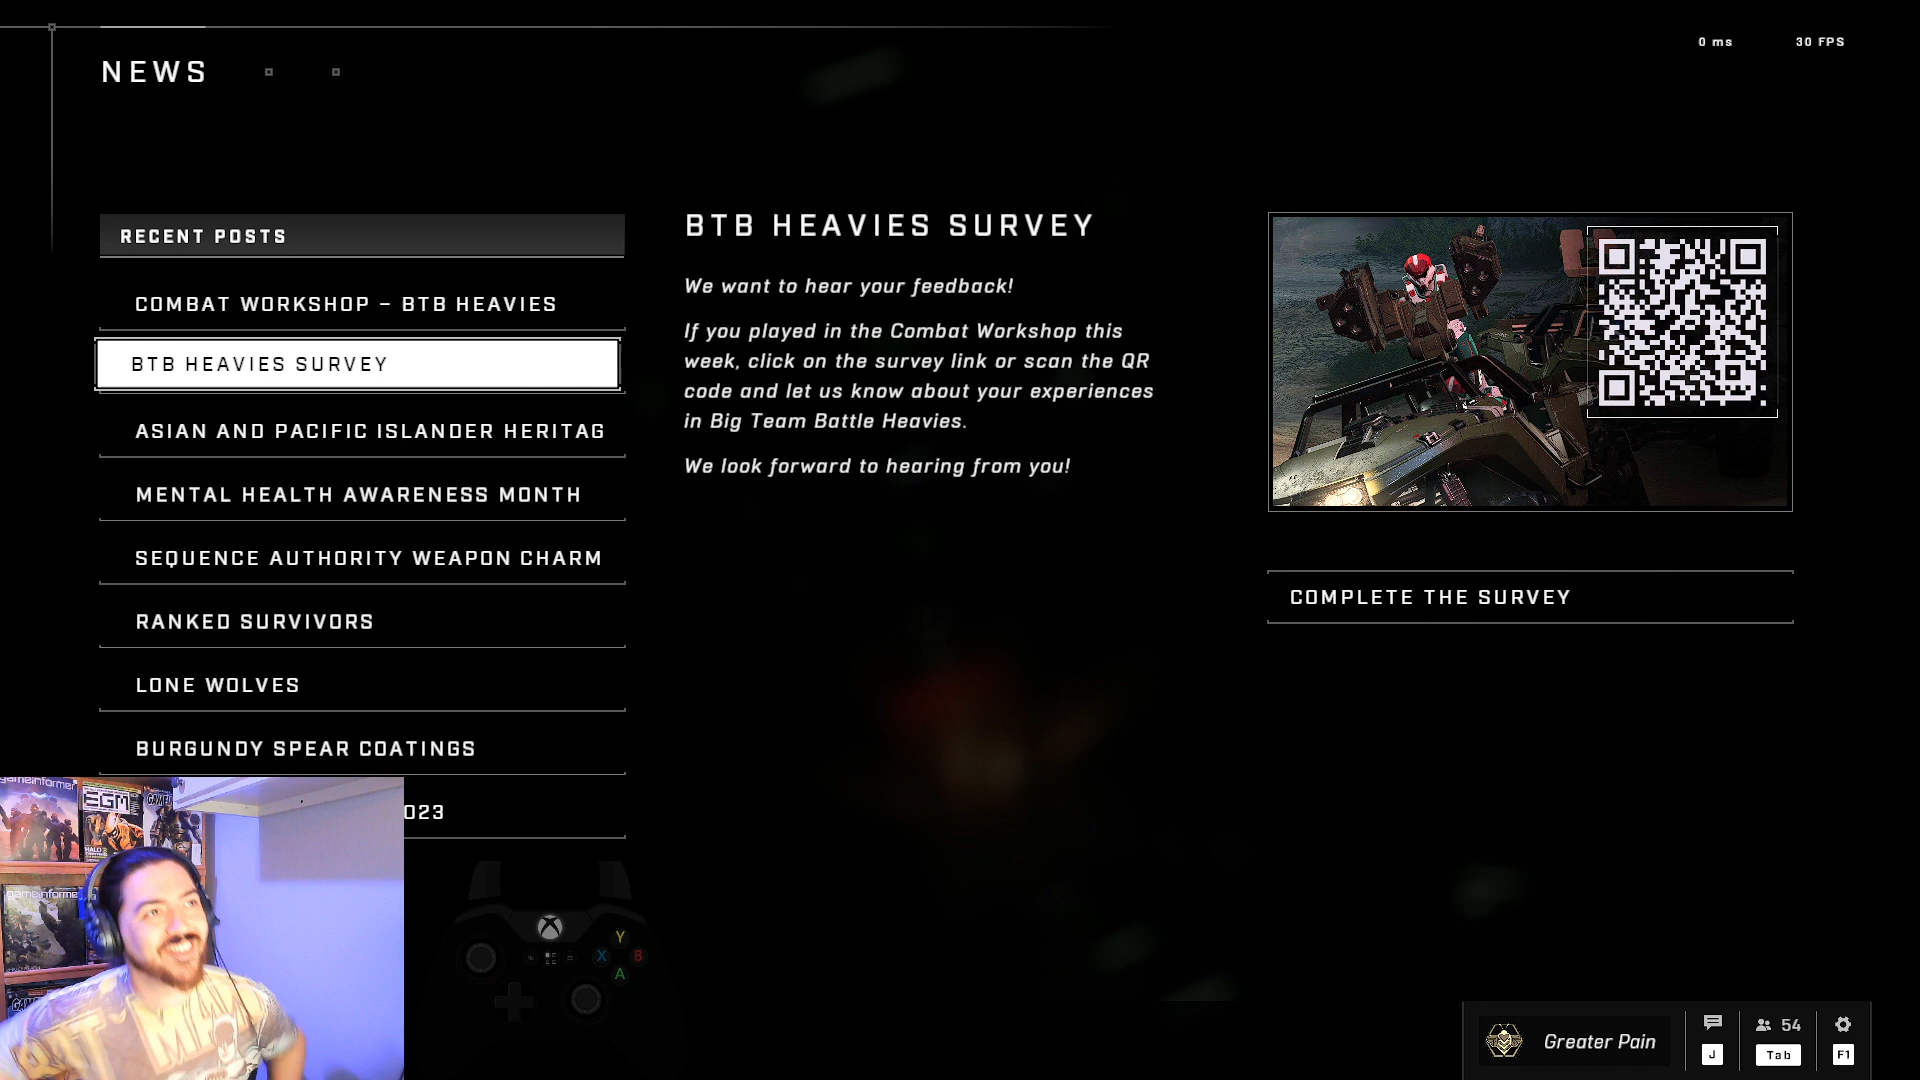 0 ms 30 FPS
NEWS
RECENT POSTS
COMBAT WORKSHOP – BTB HEAVIES
BTB HEAVIES SURVEY
ASIAN AND PACIFIC ISLANDER HERITAG
MENTAL HEALTH AWARENESS MONTH
SEQUENCE AUTHORITY WEAPON CHARM
RANKED SURVIVORS
LONE WOLVES
BURGUNDY SPEAR COATINGS
023
BTB HEAVIES SURVEY
We want to hear your feedback!
If you played in the Combat Workshop this
week, click on the survey link or scan the QR
code and let us know about your experiences
in Big Team Battle Heavies.
We look forward to hearing from you!
COMPLETE THE SURVEY
gameinformer
EGM
gameinformer
Y
X B
A
Greater Pain
J
54
Tab
F1